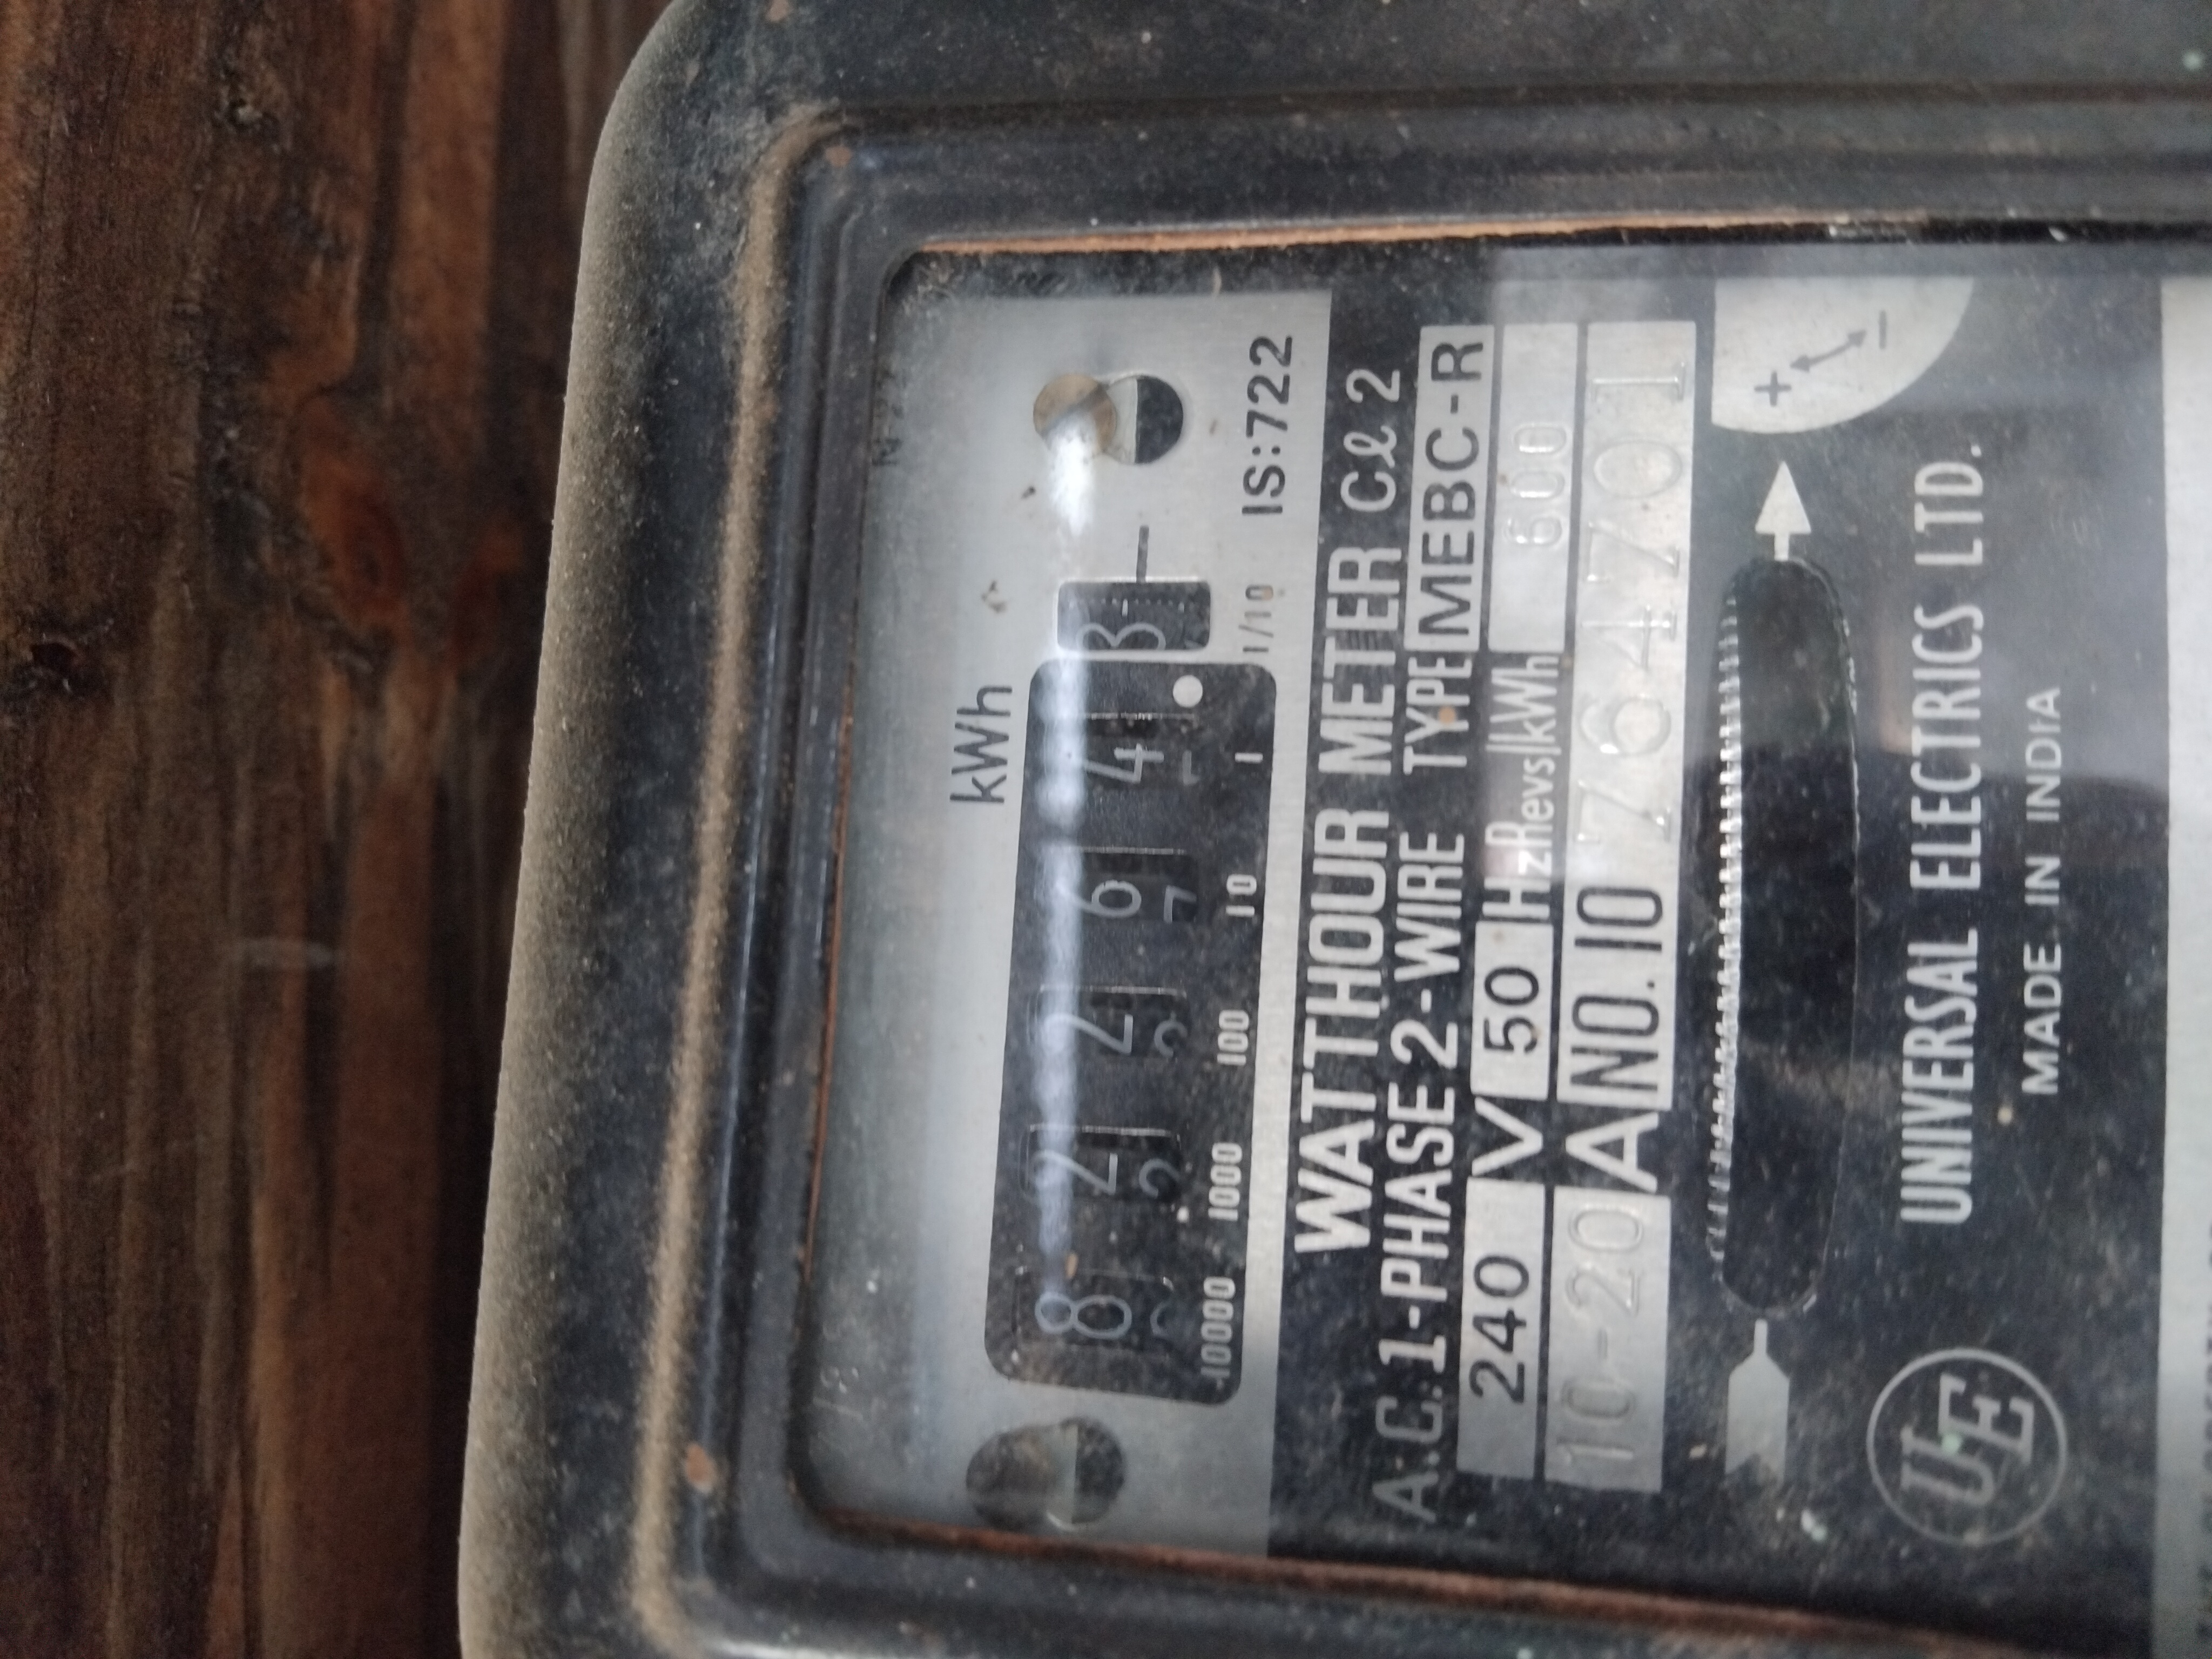 kWh
8 2 2 6 4 3
10000 1000 100 10 1 1/10
IS:722
WATTHOUR METER Cℓ 2
A.C. 1-PHASE 2-WIRE TYPE MEBC-R
240 V 50 Hz Revs/kWh 600
10-20 A NO. 10 764701
+ −
UNIVERSAL ELECTRICS LTD.
MADE IN INDIA
UE